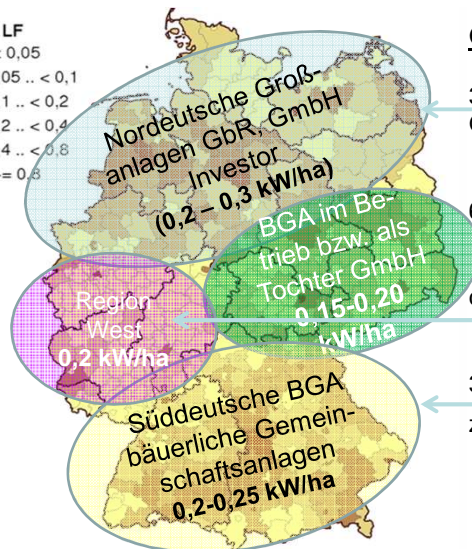 LF
0,05
05 .. < 0,1
1 .. < 0,2
2 .. < 0,4
4 .. < 0,8
= 0,8
Nordeutsche Groß-
anlagen GbR, GmbH
Investor
(0,2 – 0,3 kW/ha)
BGA im Be-
trieb bzw. als
Tochter GmbH
0,15-0,20
kW/ha
Region
West
0,2 kW/ha
Süddeutsche BGA
bäuerliche Gemein-
schaftsanlagen
0,2-0,25 kW/ha